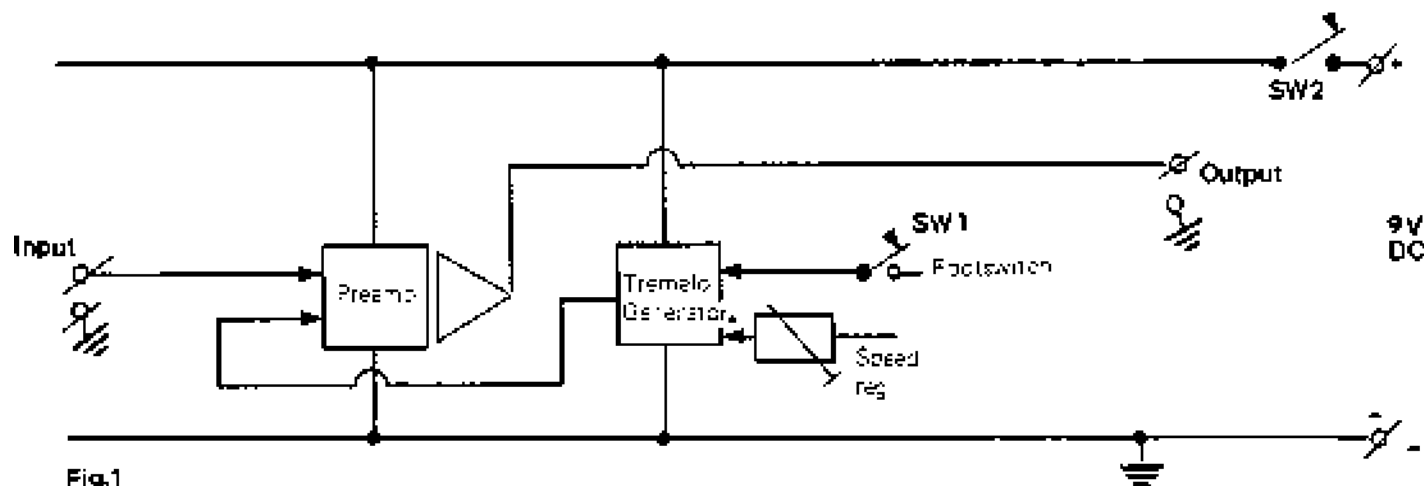 SW2
+
Output
SW1
9V
DC
Input
Footswitch
Preamp
Tremelo
Generator
Speed
reg
-
-
Fig.1